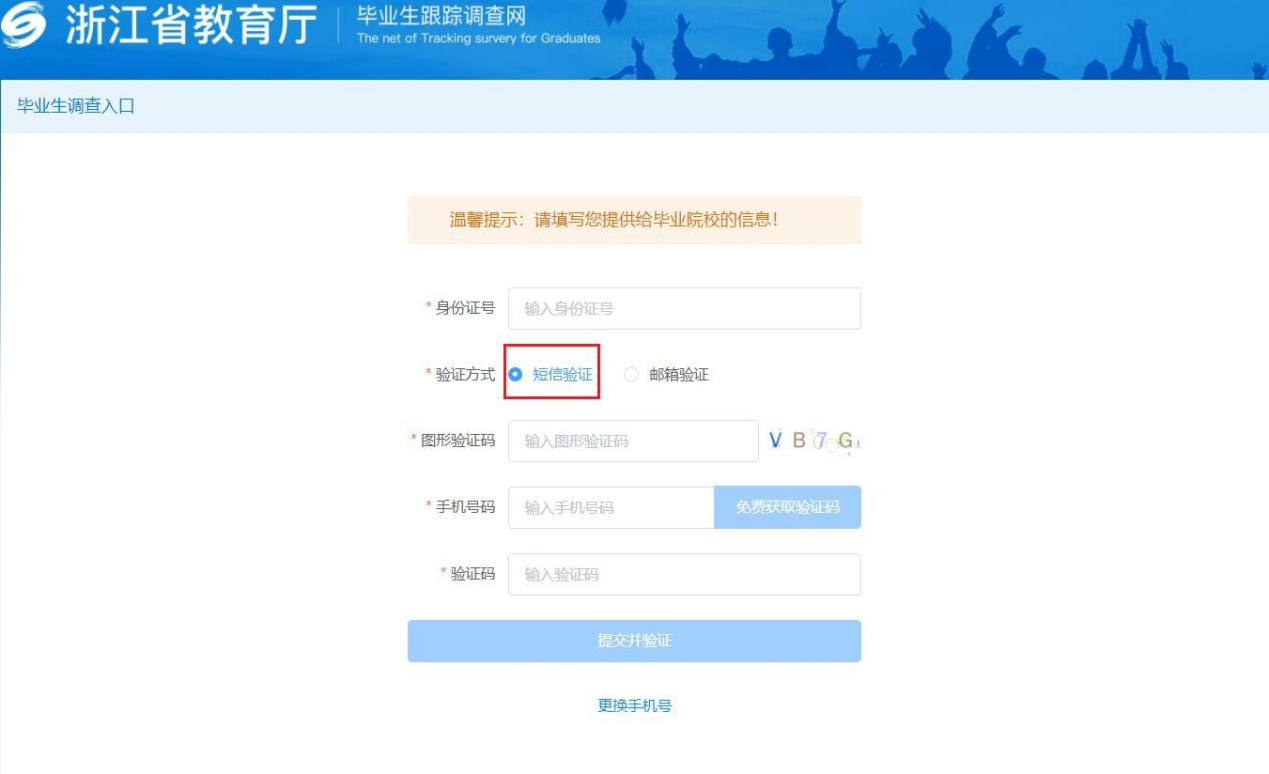 浙江省教育厅
毕业生跟踪调查网
The net of Tracking survery for Graduates
毕业生调查入口
温馨提示：请填写您提供给毕业院校的信息！
* 身份证号 输入身份证号
* 验证方式 短信验证 邮箱验证
* 图形验证码 输入图形验证码 V B 7 G
* 手机号码 输入手机号码 免费获取验证码
* 验证码 输入验证码
提交并验证
更换手机号